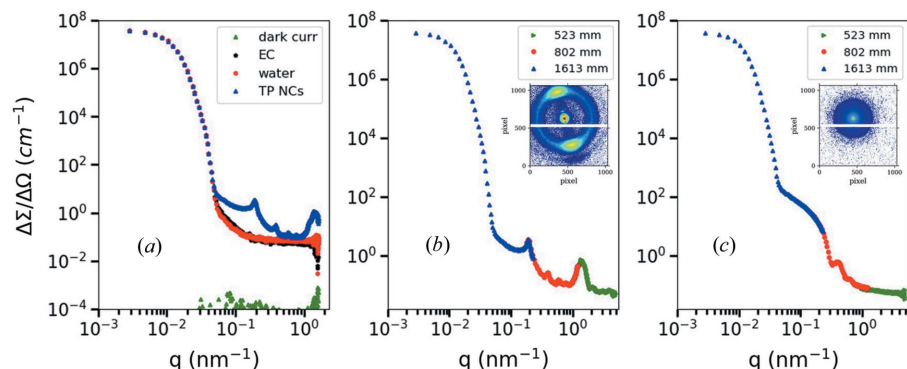 10^8
10^6
10^4
10^2
10^0
10^-2
10^-4
ΔΣ/ΔΩ (cm^-1)
dark curr
EC
water
TP NCs
(a)
10^-3 10^-2 10^-1 10^0
q (nm^-1)
10^8
10^6
10^4
10^2
10^0
523 mm
802 mm
1613 mm
1000
500
0
pixel
0 500 1000
pixel
(b)
10^-3 10^-2 10^-1 10^0
q (nm^-1)
10^8
10^6
10^4
10^2
10^0
523 mm
802 mm
1613 mm
1000
500
0
pixel
0 500 1000
pixel
(c)
10^-3 10^-2 10^-1 10^0
q (nm^-1)